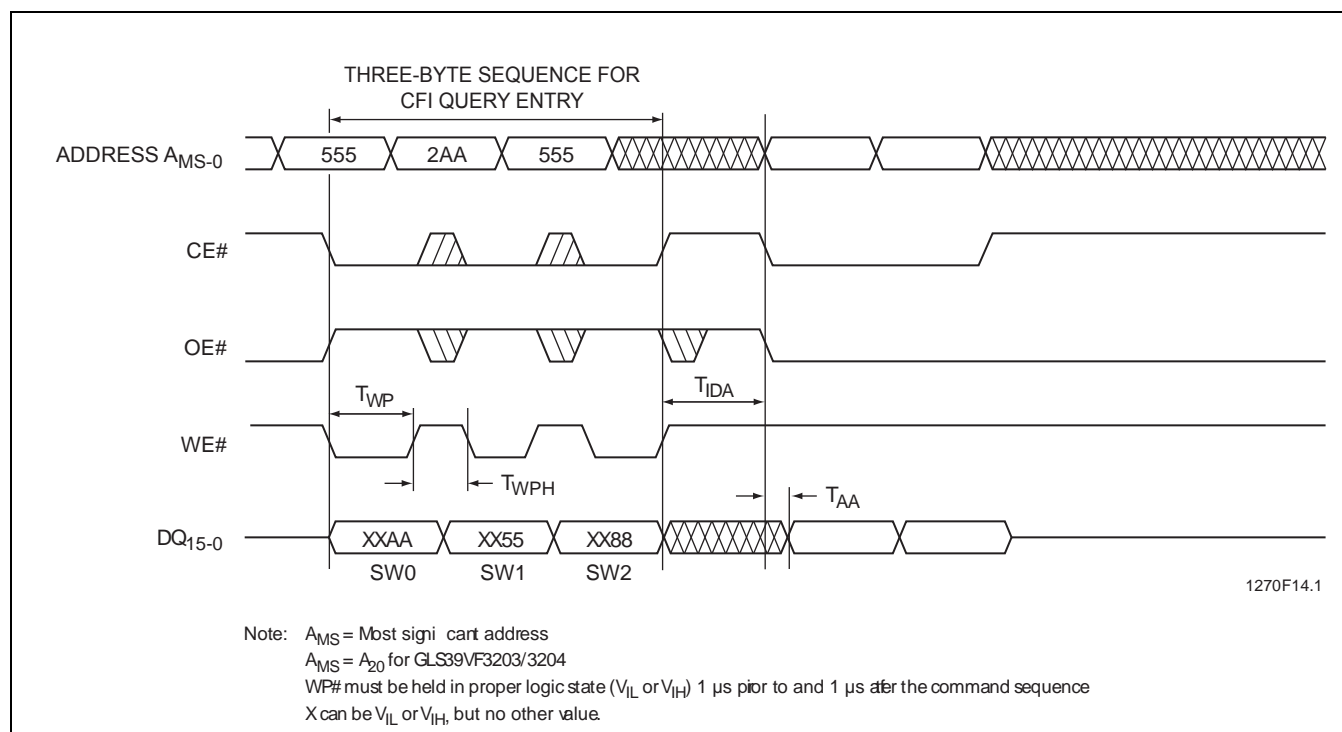 THREE-BYTE SEQUENCE FOR
CFI QUERY ENTRY
ADDRESS AMS-0
555
2AA
555
CE#
OE#
TWP
TIDA
WE#
TWPH
TAA
DQ15-0
XXAA
XX55
XX88
SW0
SW1
SW2
1270F14.1
Note: AMS = Most signi cant address
AMS = A20 for GLS39VF3203/3204
WP# must be held in proper logic state (VIL or VIH) 1 µs pior to and 1 µs atfer the command sequence
X can be VIL or VIH, but no other value.